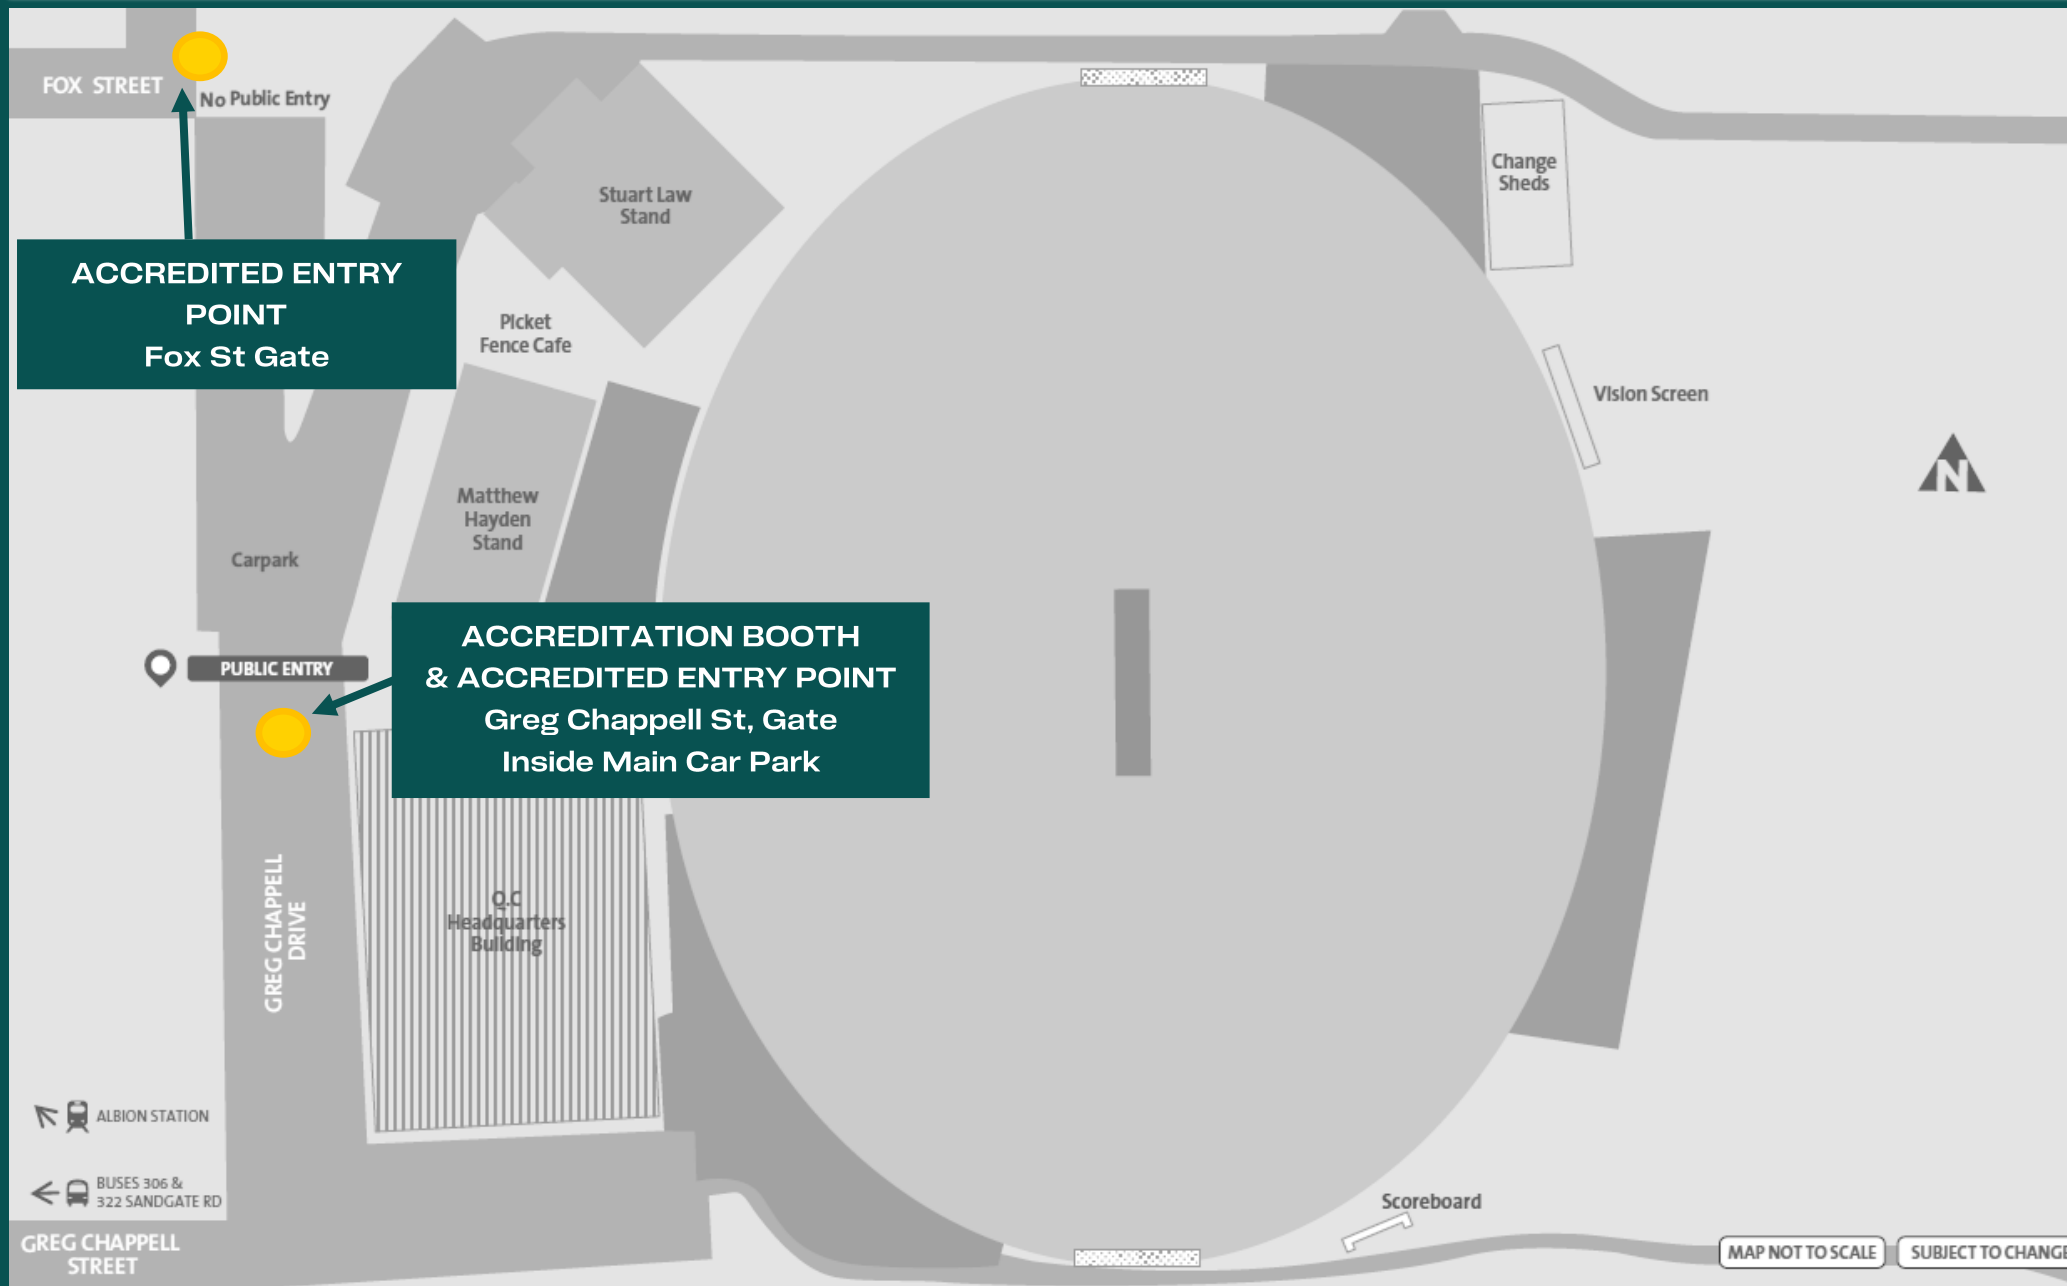 FOX STREET
No Public Entry
ACCREDITED ENTRY
POINT
Fox St Gate
Stuart Law
Stand
Change
Sheds
Picket
Fence Cafe
Vision Screen
N
Matthew
Hayden
Stand
Carpark
PUBLIC ENTRY
ACCREDITATION BOOTH
& ACCREDITED ENTRY POINT
Greg Chappell St, Gate
Inside Main Car Park
GREG CHAPPELL
DRIVE
Q.C
Headquarters
Building
ALBION STATION
BUSES 306 &
322 SANDGATE RD
GREG CHAPPELL
STREET
Scoreboard
MAP NOT TO SCALE
SUBJECT TO CHANGE